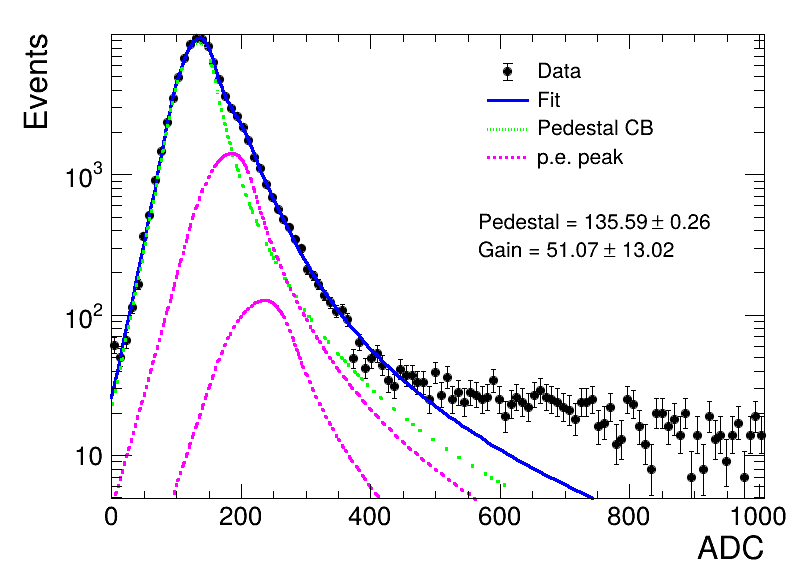 Events
Data
Fit
Pedestal CB
p.e. peak
Pedestal = 135.59 ± 0.26
Gain = 51.07 ± 13.02
10³
10²
10
0 200 400 600 800 1000
ADC